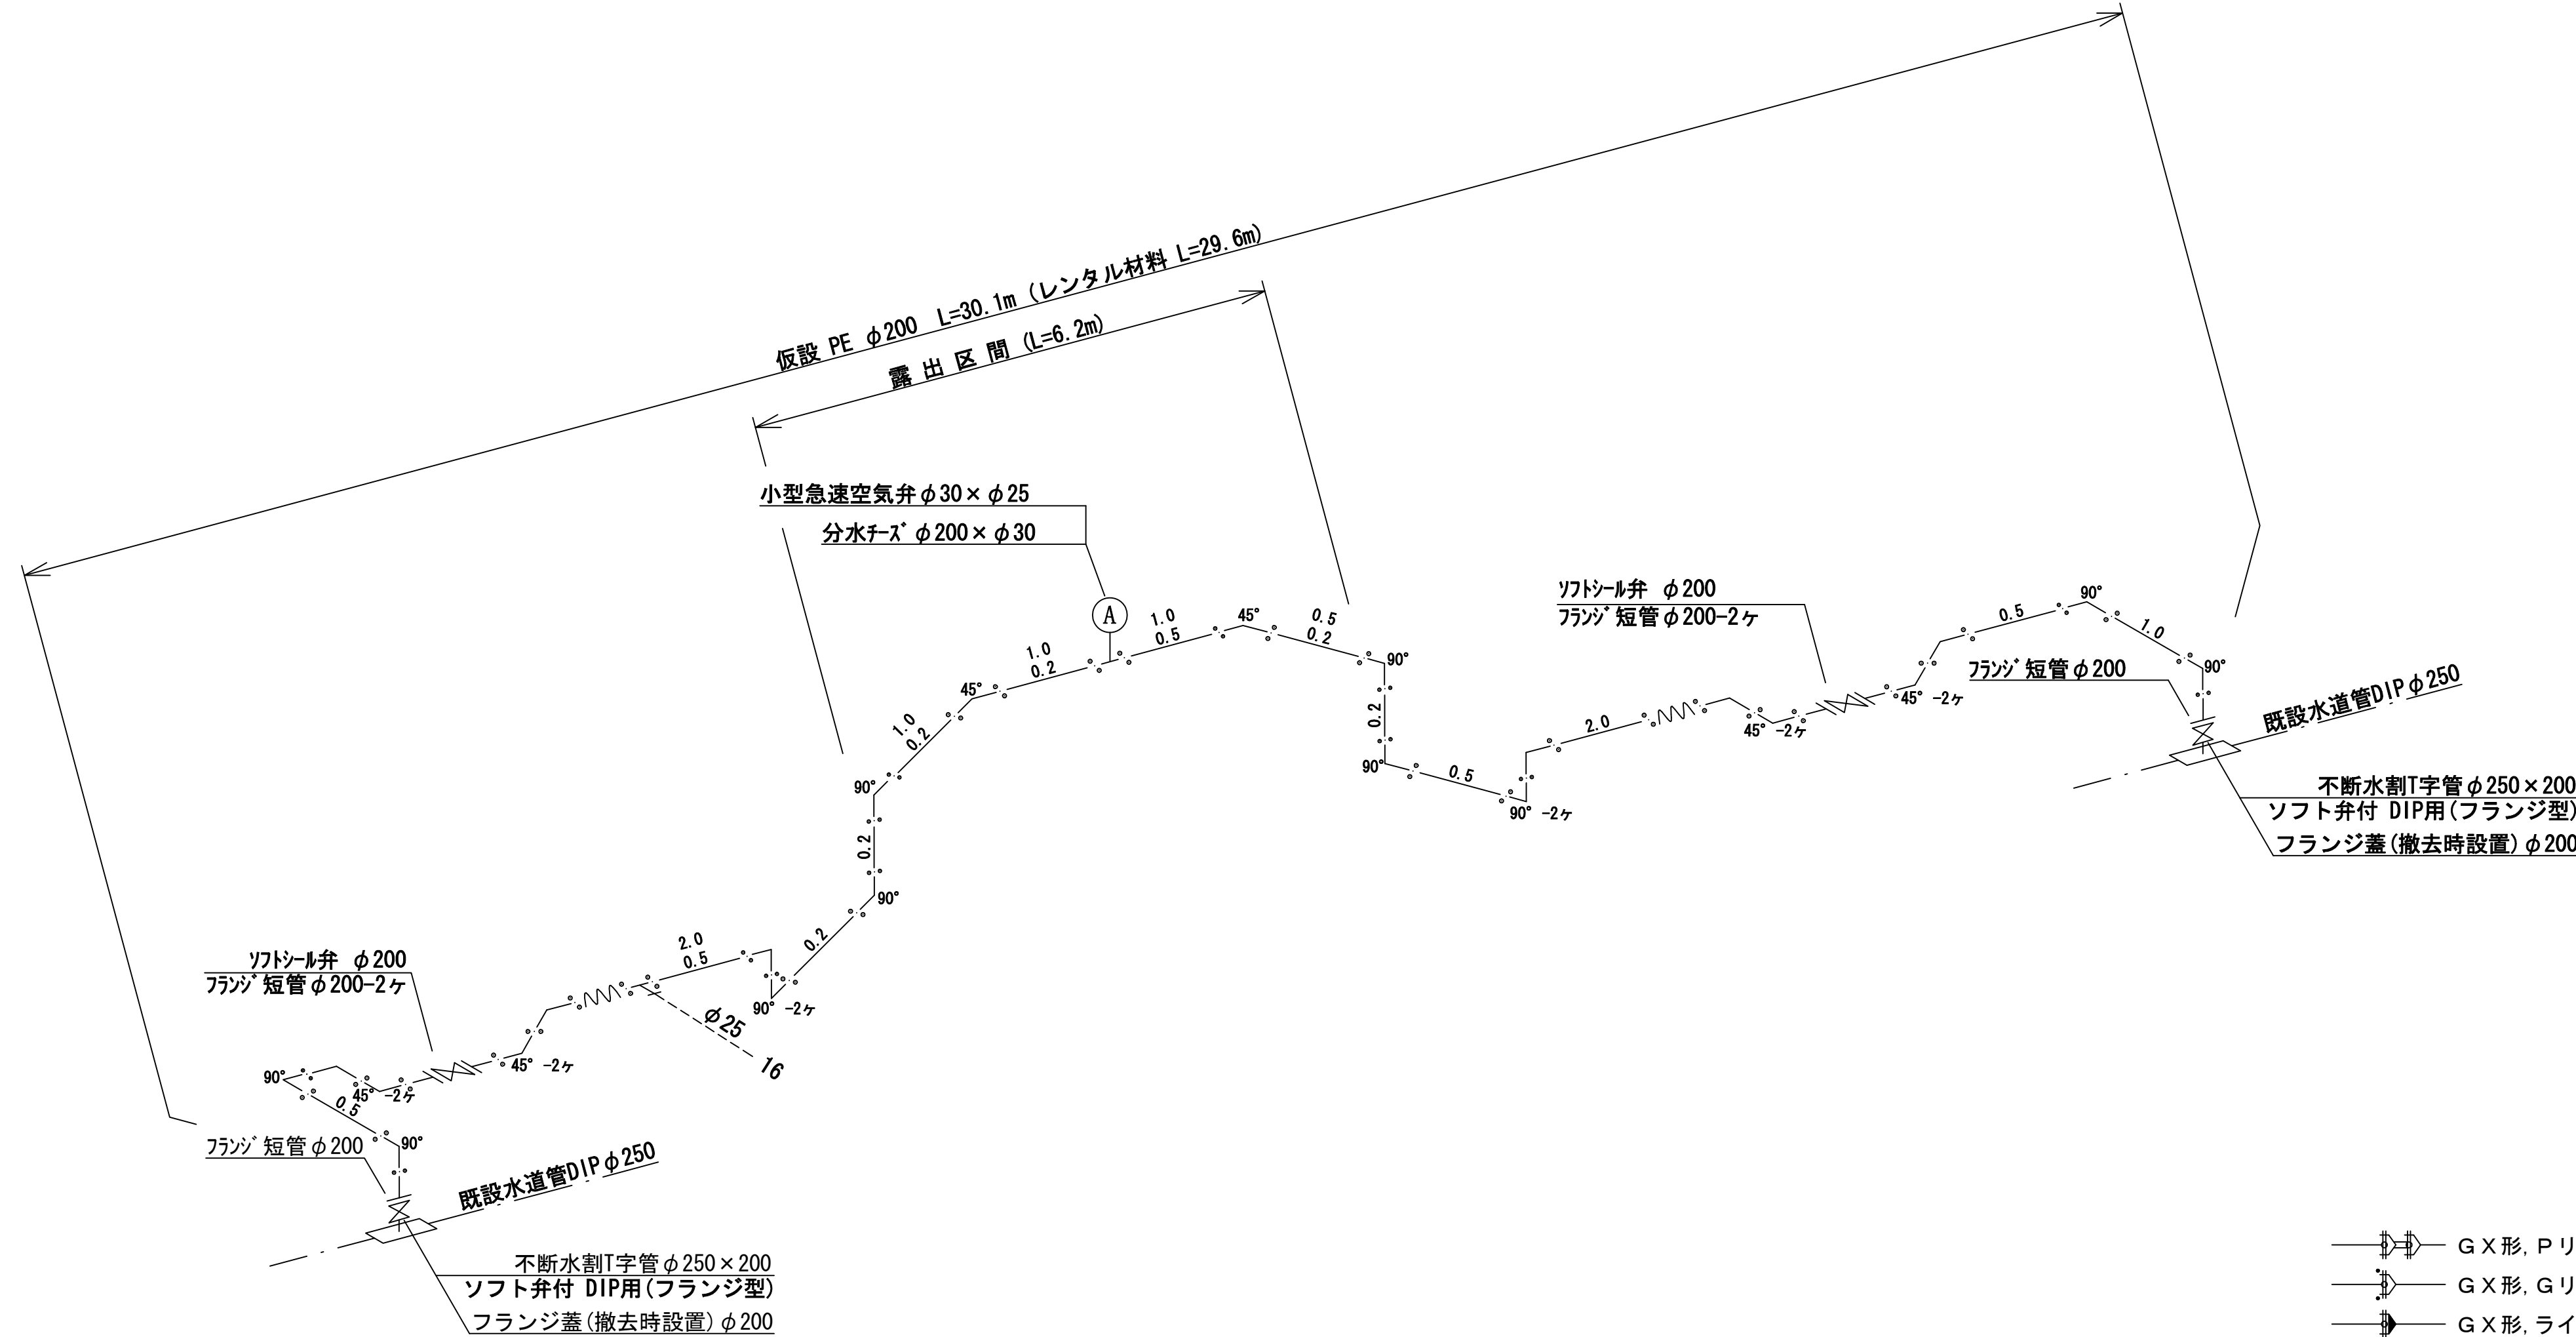 仮設 PE φ200 L=30.1m (レンタル材料 L=29.6m)
露 出 区 間 (L=6.2m)
小型急速空気弁φ30×φ25
分水ﾁｰｽﾞφ200×φ30
A
1.0
0.5
1.0
0.2
45°
0.5
0.2
90°
45°
1.0
0.2
90°
0.2
90°
0.2
90°
0.5
90° -2ヶ
2.0
45° -2ヶ
ｿﾌﾄｼｰﾙ弁 φ200
ﾌﾗﾝｼﾞ短管φ200-2ヶ
45° -2ヶ
0.5
90°
1.0
90°
ﾌﾗﾝｼﾞ短管φ200
既設水道管DIPφ250
不断水割T字管φ250×200
ソフト弁付 DIP用(フランジ型)
フランジ蓋(撤去時設置)φ200
0.2
2.0
0.5
90° -2ヶ
φ25
16
ｿﾌﾄｼｰﾙ弁 φ200
ﾌﾗﾝｼﾞ短管φ200-2ヶ
45° -2ヶ
90°
45° -2ヶ
0.5
90°
ﾌﾗﾝｼﾞ短管φ200
既設水道管DIPφ250
不断水割T字管φ250×200
ソフト弁付 DIP用(フランジ型)
フランジ蓋(撤去時設置)φ200
ＧＸ形, Ｐリ
ＧＸ形, Ｇリ
ＧＸ形, ライ